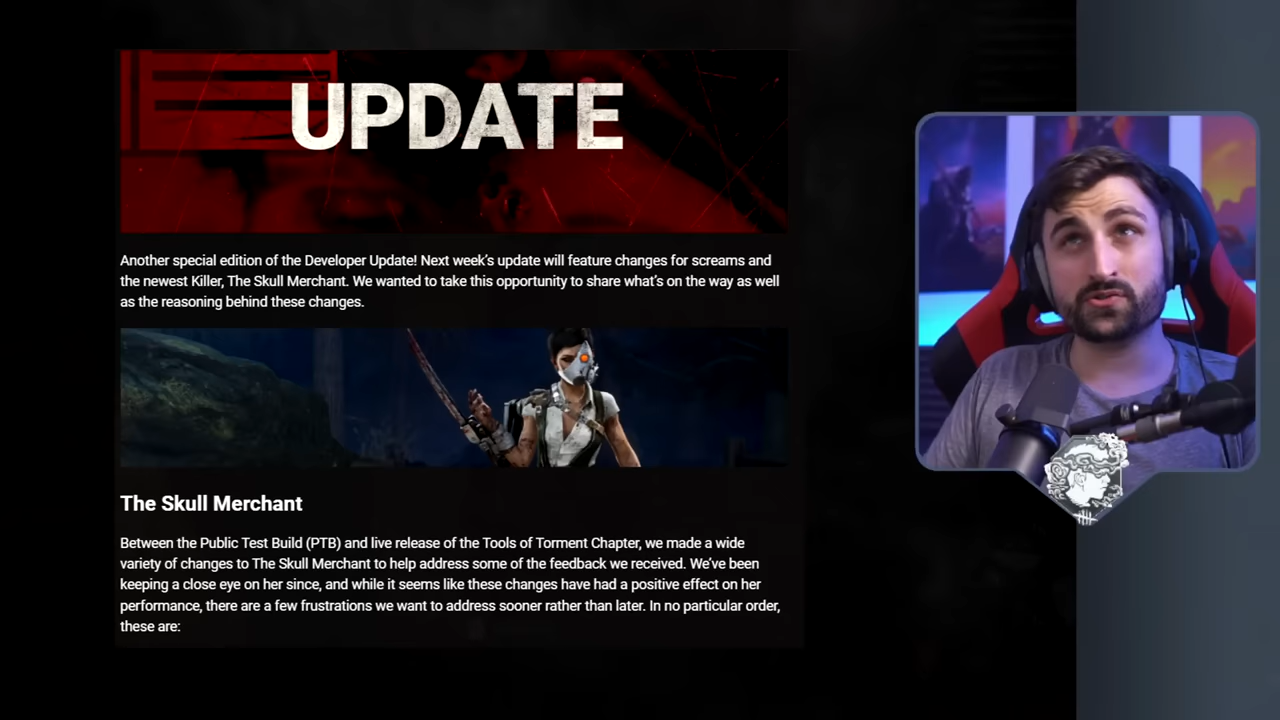 UPDATE
Another special edition of the Developer Update! Next week's update will feature changes for screams and
the newest Killer, The Skull Merchant. We wanted to take this opportunity to share what's on the way as well
as the reasoning behind these changes.
The Skull Merchant
Between the Public Test Build (PTB) and live release of the Tools of Torment Chapter, we made a wide
variety of changes to The Skull Merchant to help address some of the feedback we received. We've been
keeping a close eye on her since, and while it seems like these changes have had a positive effect on her
performance, there are a few frustrations we want to address sooner rather than later. In no particular order,
these are: